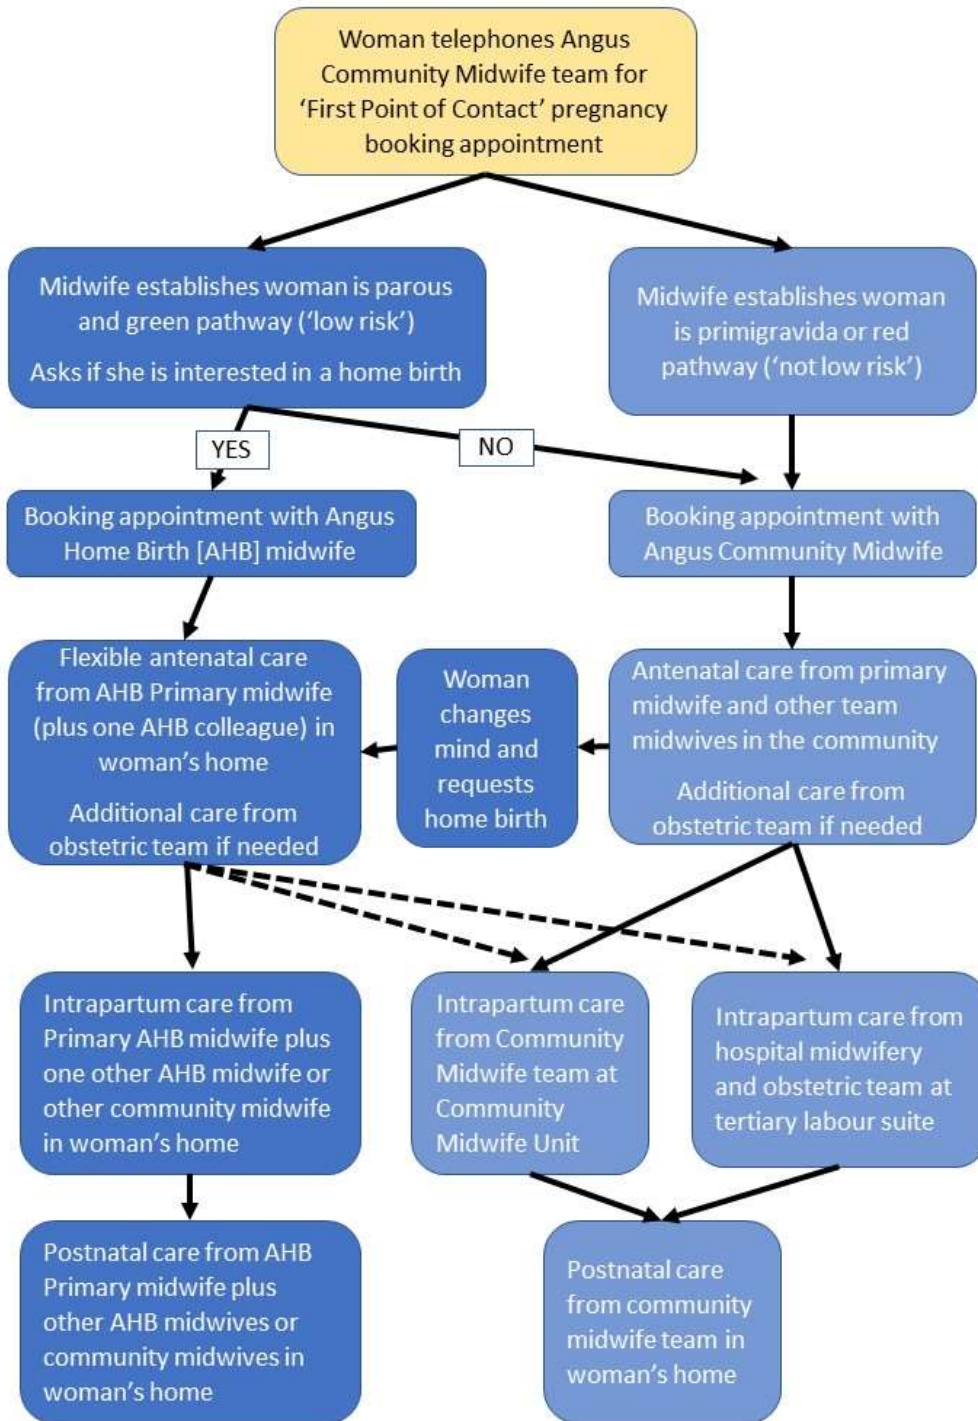 Woman telephones Angus
Community Midwife team for
‘First Point of Contact’ pregnancy
booking appointment
Midwife establishes woman is parous
and green pathway (‘low risk’)
Asks if she is interested in a home birth
Midwife establishes woman
is primigravida or red
pathway (‘not low risk’)
YES
NO
Booking appointment with Angus
Home Birth [AHB] midwife
Booking appointment with
Angus Community Midwife
Flexible antenatal care
from AHB Primary midwife
(plus one AHB colleague) in
woman’s home
Additional care from
obstetric team if needed
Woman
changes
mind and
requests
home birth
Antenatal care from primary
midwife and other team
midwives in the community
Additional care from
obstetric team if needed
Intrapartum care from
Primary AHB midwife plus
one other AHB midwife or
other community midwife
in woman’s home
Intrapartum care
from Community
Midwife team at
Community
Midwife Unit
Intrapartum care from
hospital midwifery
and obstetric team at
tertiary labour suite
Postnatal care from AHB
Primary midwife plus
other AHB midwives or
community midwives in
woman’s home
Postnatal care
from community
midwife team in
woman’s home